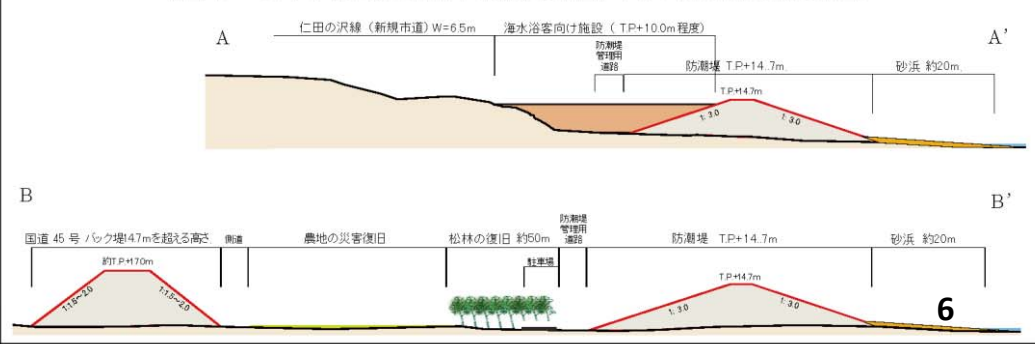 A
仁田の沢線（新規市道）W=6.5m
海水浴客向け施設（T.P+10.0m程度）
A'
防潮堤
管理用
道路
防潮堤 T.P+14..7m
砂浜 約20m
T.P.+14.7m
1: 3.0
1: 3.0
B
B'
国道45号 バック堤14.7mを超える高さ
側道
農地の災害復旧
松林の復旧 約50m
防潮堤
管理用
道路
防潮堤 T.P+14..7m
砂浜 約20m
駐車場
約T.P+17.0m
T.P.+14.7m
1:1.5～2.0
1:1.5～2.0
1: 3.0
1: 3.0
6